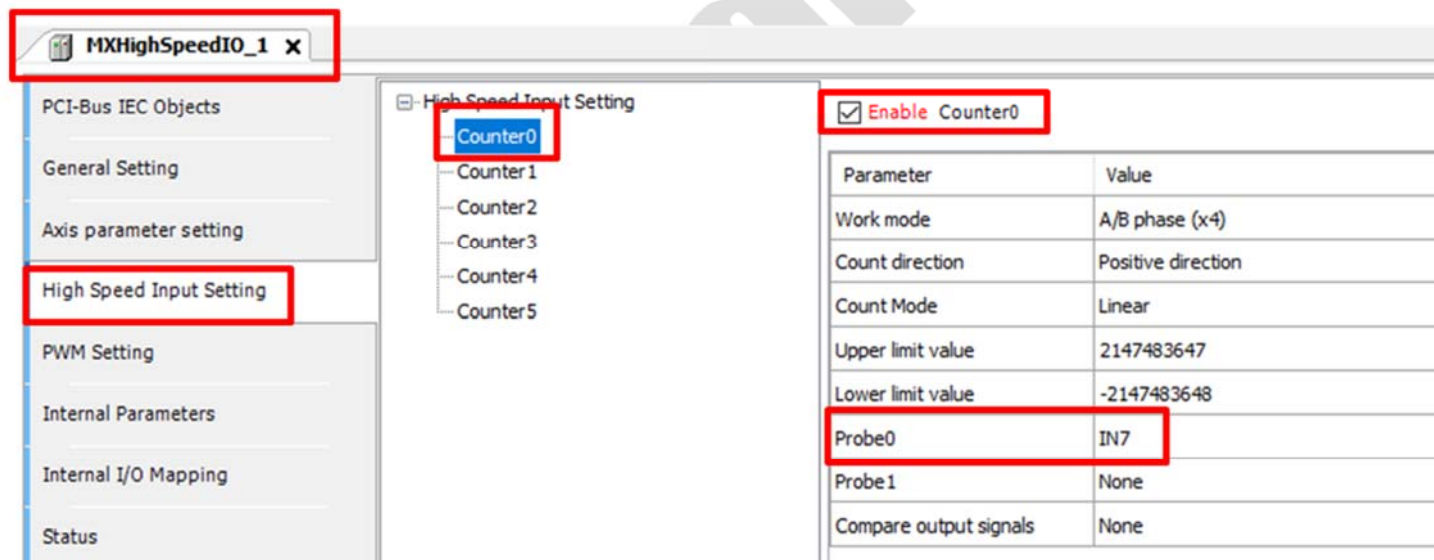 MXHighSpeedIO_1 x
PCI-Bus IEC Objects
General Setting
Axis parameter setting
High Speed Input Setting
PWM Setting
Internal Parameters
Internal I/O Mapping
Status
High Speed Input Setting
Counter0
Counter1
Counter2
Counter3
Counter4
Counter5
Enable Counter0
Parameter Value
Work mode A/B phase (x4)
Count direction Positive direction
Count Mode Linear
Upper limit value 2147483647
Lower limit value -2147483648
Probe0 IN7
Probe1 None
Compare output signals None